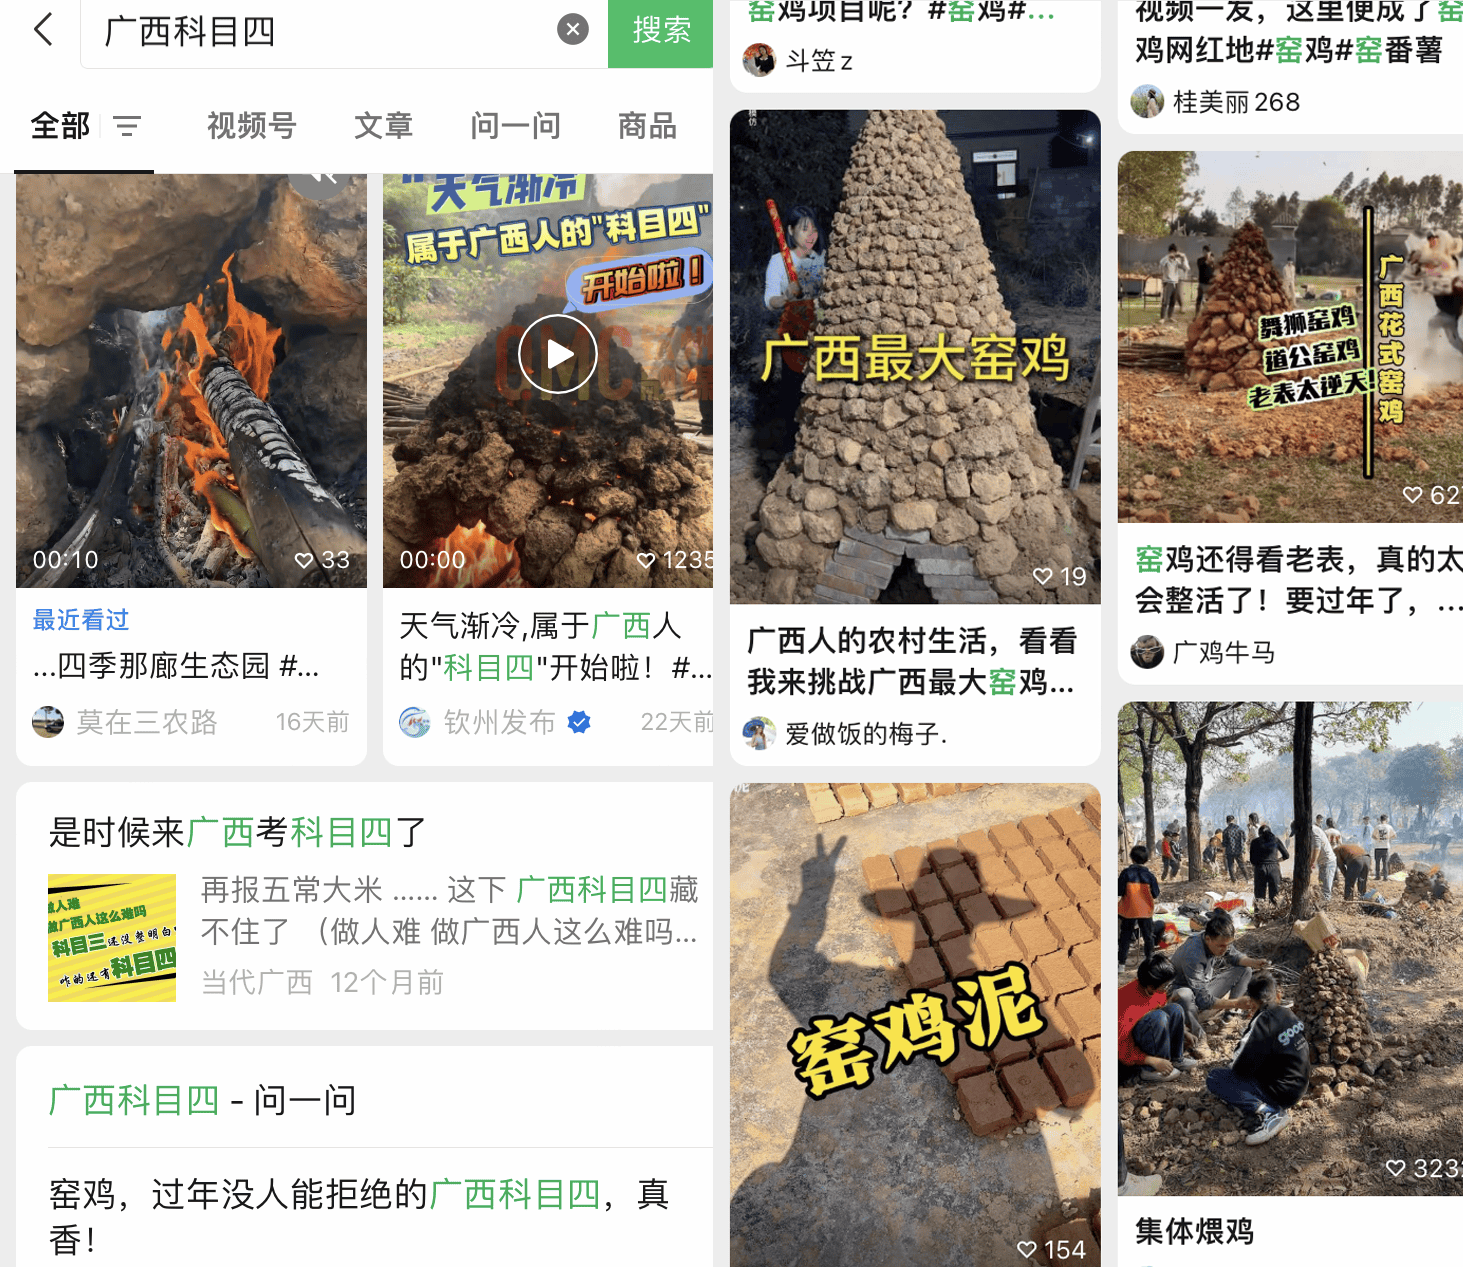 广西科目四
搜索
全部
视频号
文章
问一问
商品
00:10
33
最近看过
...四季那廊生态园 #...
莫在三农路
16天前
"天气渐冷
属于广西人的"科目四"
开始啦！
00:00
1235
天气渐冷,属于广西人
的"科目四"开始啦！#...
钦州发布
22天前
是时候来广西考科目四了
做人难
做广西人这么难吗
科目三还没整明白
咋的还有科目四
再报五常大米 ...... 这下 广西科目四藏
不住了 （做人难 做广西人这么难吗...
当代广西 12个月前
广西科目四 - 问一问
窑鸡，过年没人能拒绝的广西科目四，真
香！
窑鸡项目呢？#窑鸡#...
斗笠z
模仿
广西最大窑鸡
19
广西人的农村生活，看看
我来挑战广西最大窑鸡...
爱做饭的梅子.
窑鸡泥
154
视频一发，这里便成了窑
鸡网红地#窑鸡#窑番薯
桂美丽268
舞狮窑鸡
道公窑鸡
老表太逆天!
广西花式窑鸡
62
窑鸡还得看老表，真的太
会整活了！要过年了，...
广鸡牛马
good
323
集体煨鸡